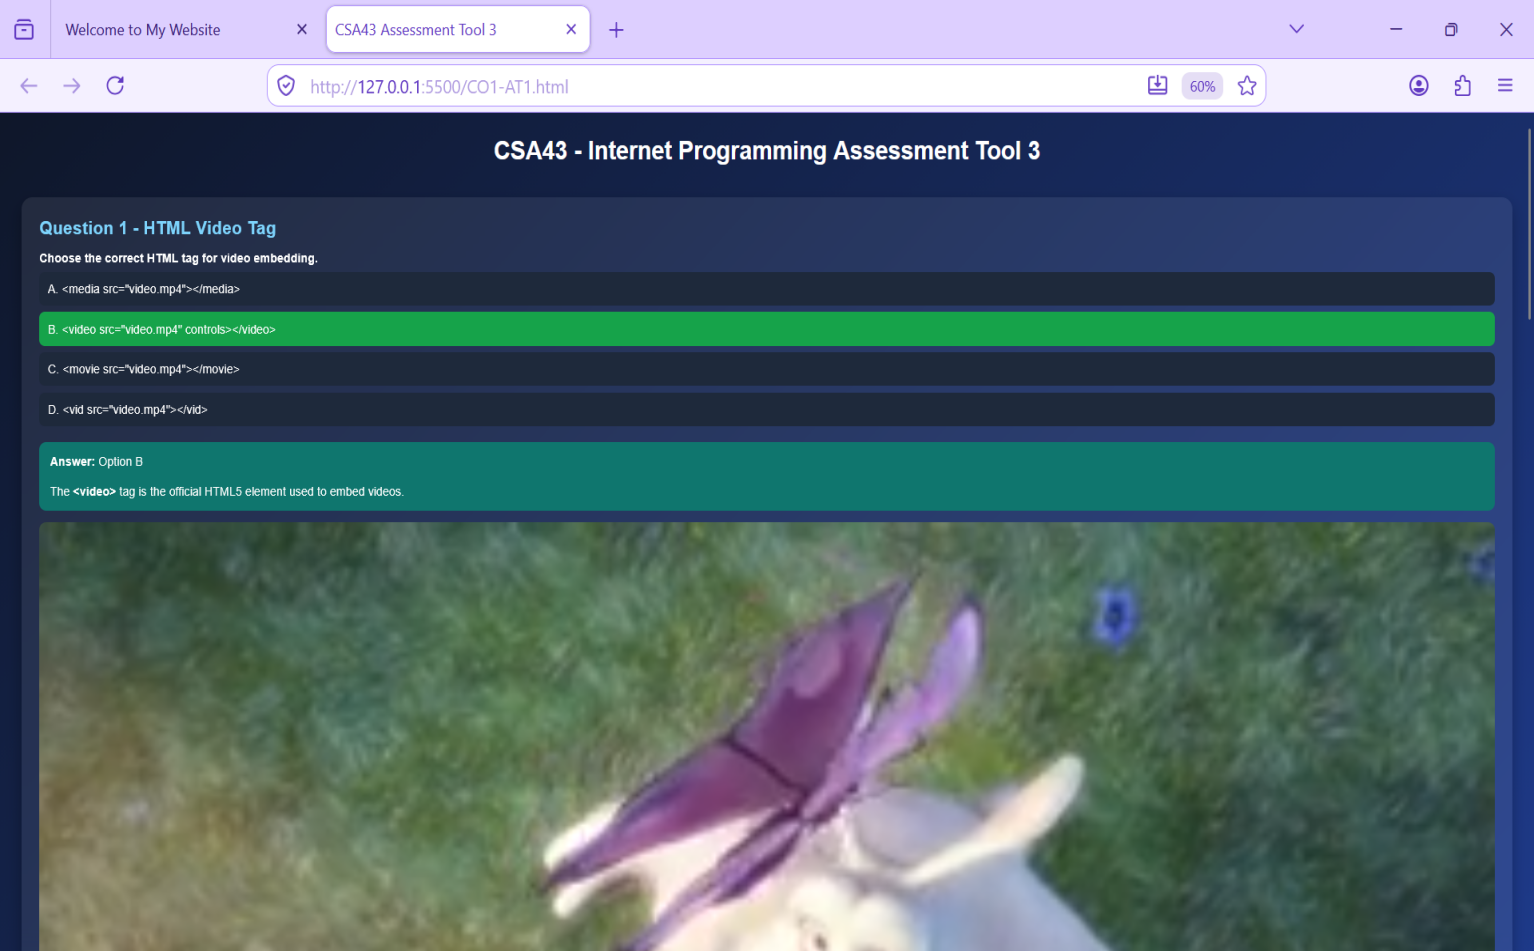 Welcome to My Website
CSA43 Assessment Tool 3
http://127.0.0.1:5500/CO1-AT1.html
60%
CSA43 - Internet Programming Assessment Tool 3
Question 1 - HTML Video Tag
Choose the correct HTML tag for video embedding.
A. <media src="video.mp4"></media>
B. <video src="video.mp4" controls></video>
C. <movie src="video.mp4"></movie>
D. <vid src="video.mp4"></vid>
Answer: Option B
The <video> tag is the official HTML5 element used to embed videos.